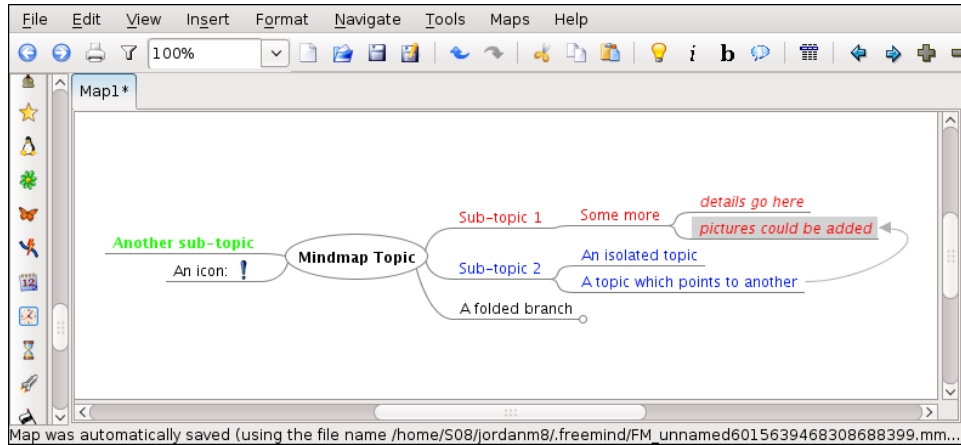 File Edit View Insert Format Navigate Tools Maps Help
100% i b
Map1*
12
details go here
Sub-topic 1 Some more
pictures could be added
Another sub-topic
Mindmap Topic
An icon:
An isolated topic
Sub-topic 2
A topic which points to another
A folded branch
Map was automatically saved (using the file name /home/S08/jordanm8/.freemind/FM_unnamed6015639468308688399.mm...